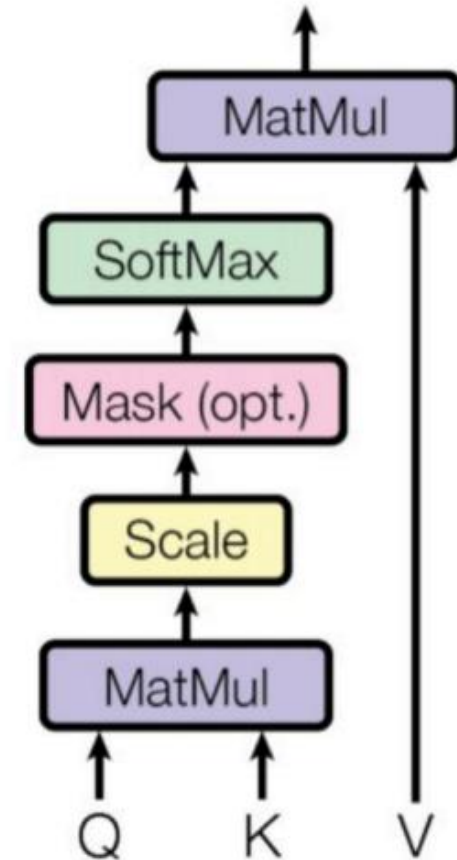 MatMul
SoftMax
Mask (opt.)
Scale
MatMul
Q K V